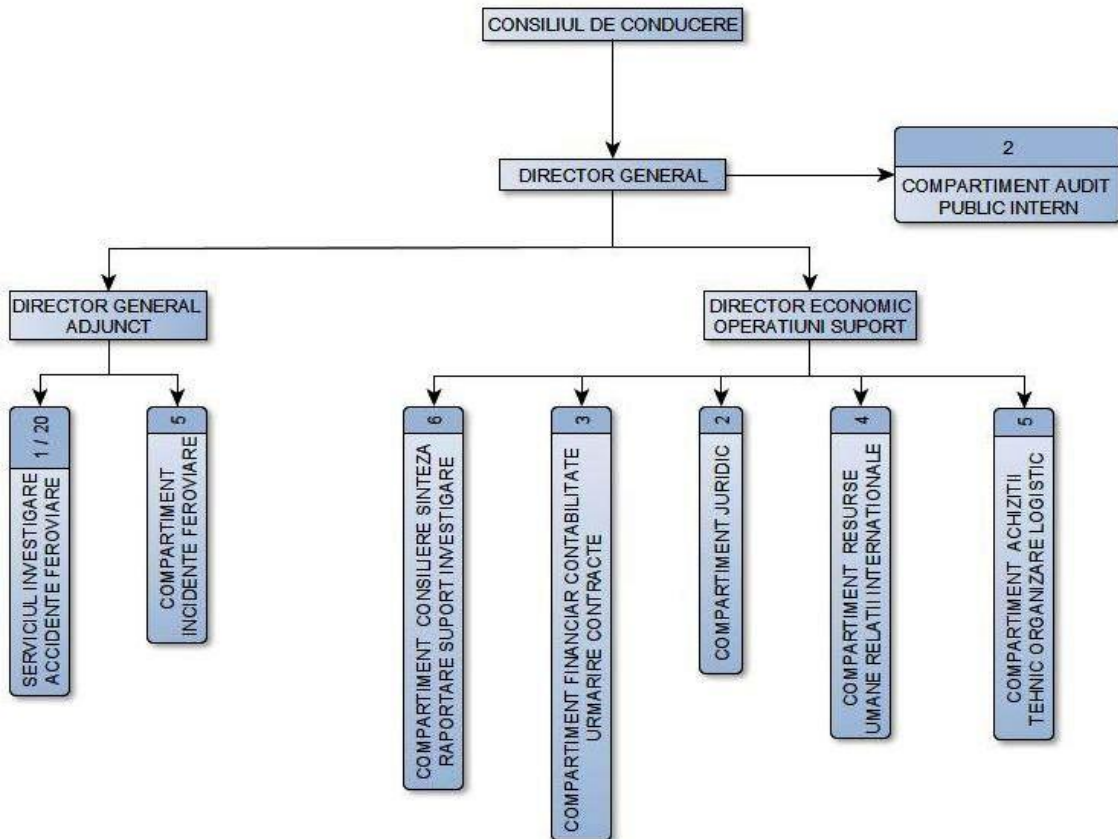 CONSILIUL DE CONDUCERE
DIRECTOR GENERAL
2
COMPARTIMENT AUDIT
PUBLIC INTERN
DIRECTOR GENERAL
ADJUNCT
DIRECTOR ECONOMIC
OPERATIUNI SUPORT
1 / 20
SERVICIUL INVESTIGARE
ACCIDENTE FEROVIARE
5
COMPARTIMENT
INCIDENTE FEROVIARE
6
COMPARTIMENT CONSILIERE SINTEZA
RAPORTARE SUPORT INVESTIGARE
3
COMPARTIMENT FINANCIAR CONTABILITATE
URMARIRE CONTRACTE
2
COMPARTIMENT JURIDIC
4
COMPARTIMENT RESURSE
UMANE RELATII INTERNATIONALE
5
COMPARTIMENT ACHIZITII
TEHNIC ORGANIZARE LOGISTIC